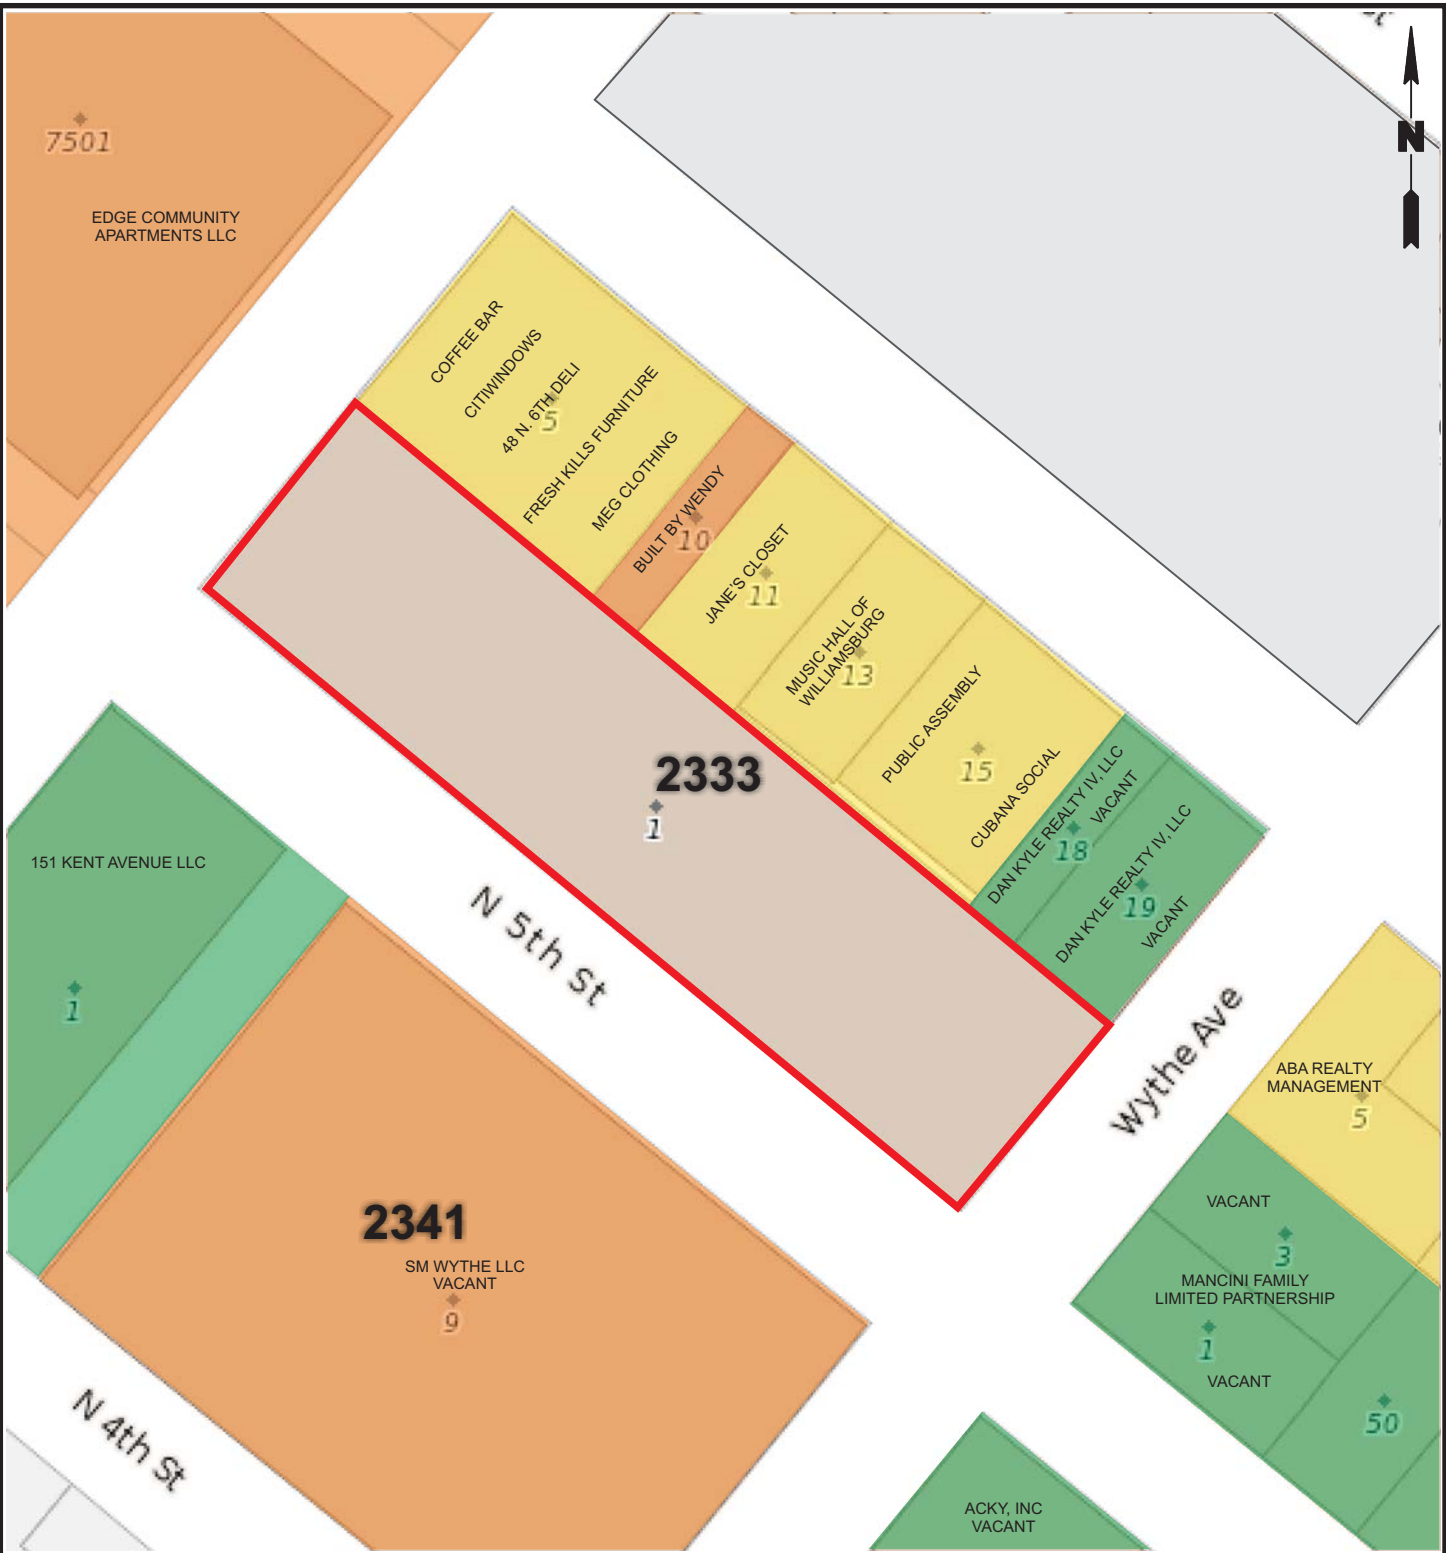 N
7501
EDGE COMMUNITY
APARTMENTS LLC
COFFEE BAR
CITIWINDOWS
48 N. 6TH DELI
5
FRESH KILLS FURNITURE
MEG CLOTHING
BUILT BY WENDY
10
JANE'S CLOSET
11
MUSIC HALL OF
WILLIAMSBURG
13
PUBLIC ASSEMBLY
15
CUBANA SOCIAL
DAN KYLE REALTY IV, LLC
VACANT
18
DAN KYLE REALTY IV, LLC
19
VACANT
2333
1
151 KENT AVENUE LLC
1
N 5th St
Wythe Ave
ABA REALTY
MANAGEMENT
5
VACANT
3
MANCINI FAMILY
LIMITED PARTNERSHIP
1
VACANT
50
2341
SM WYTHE LLC
VACANT
9
N 4th St
ACKY, INC
VACANT